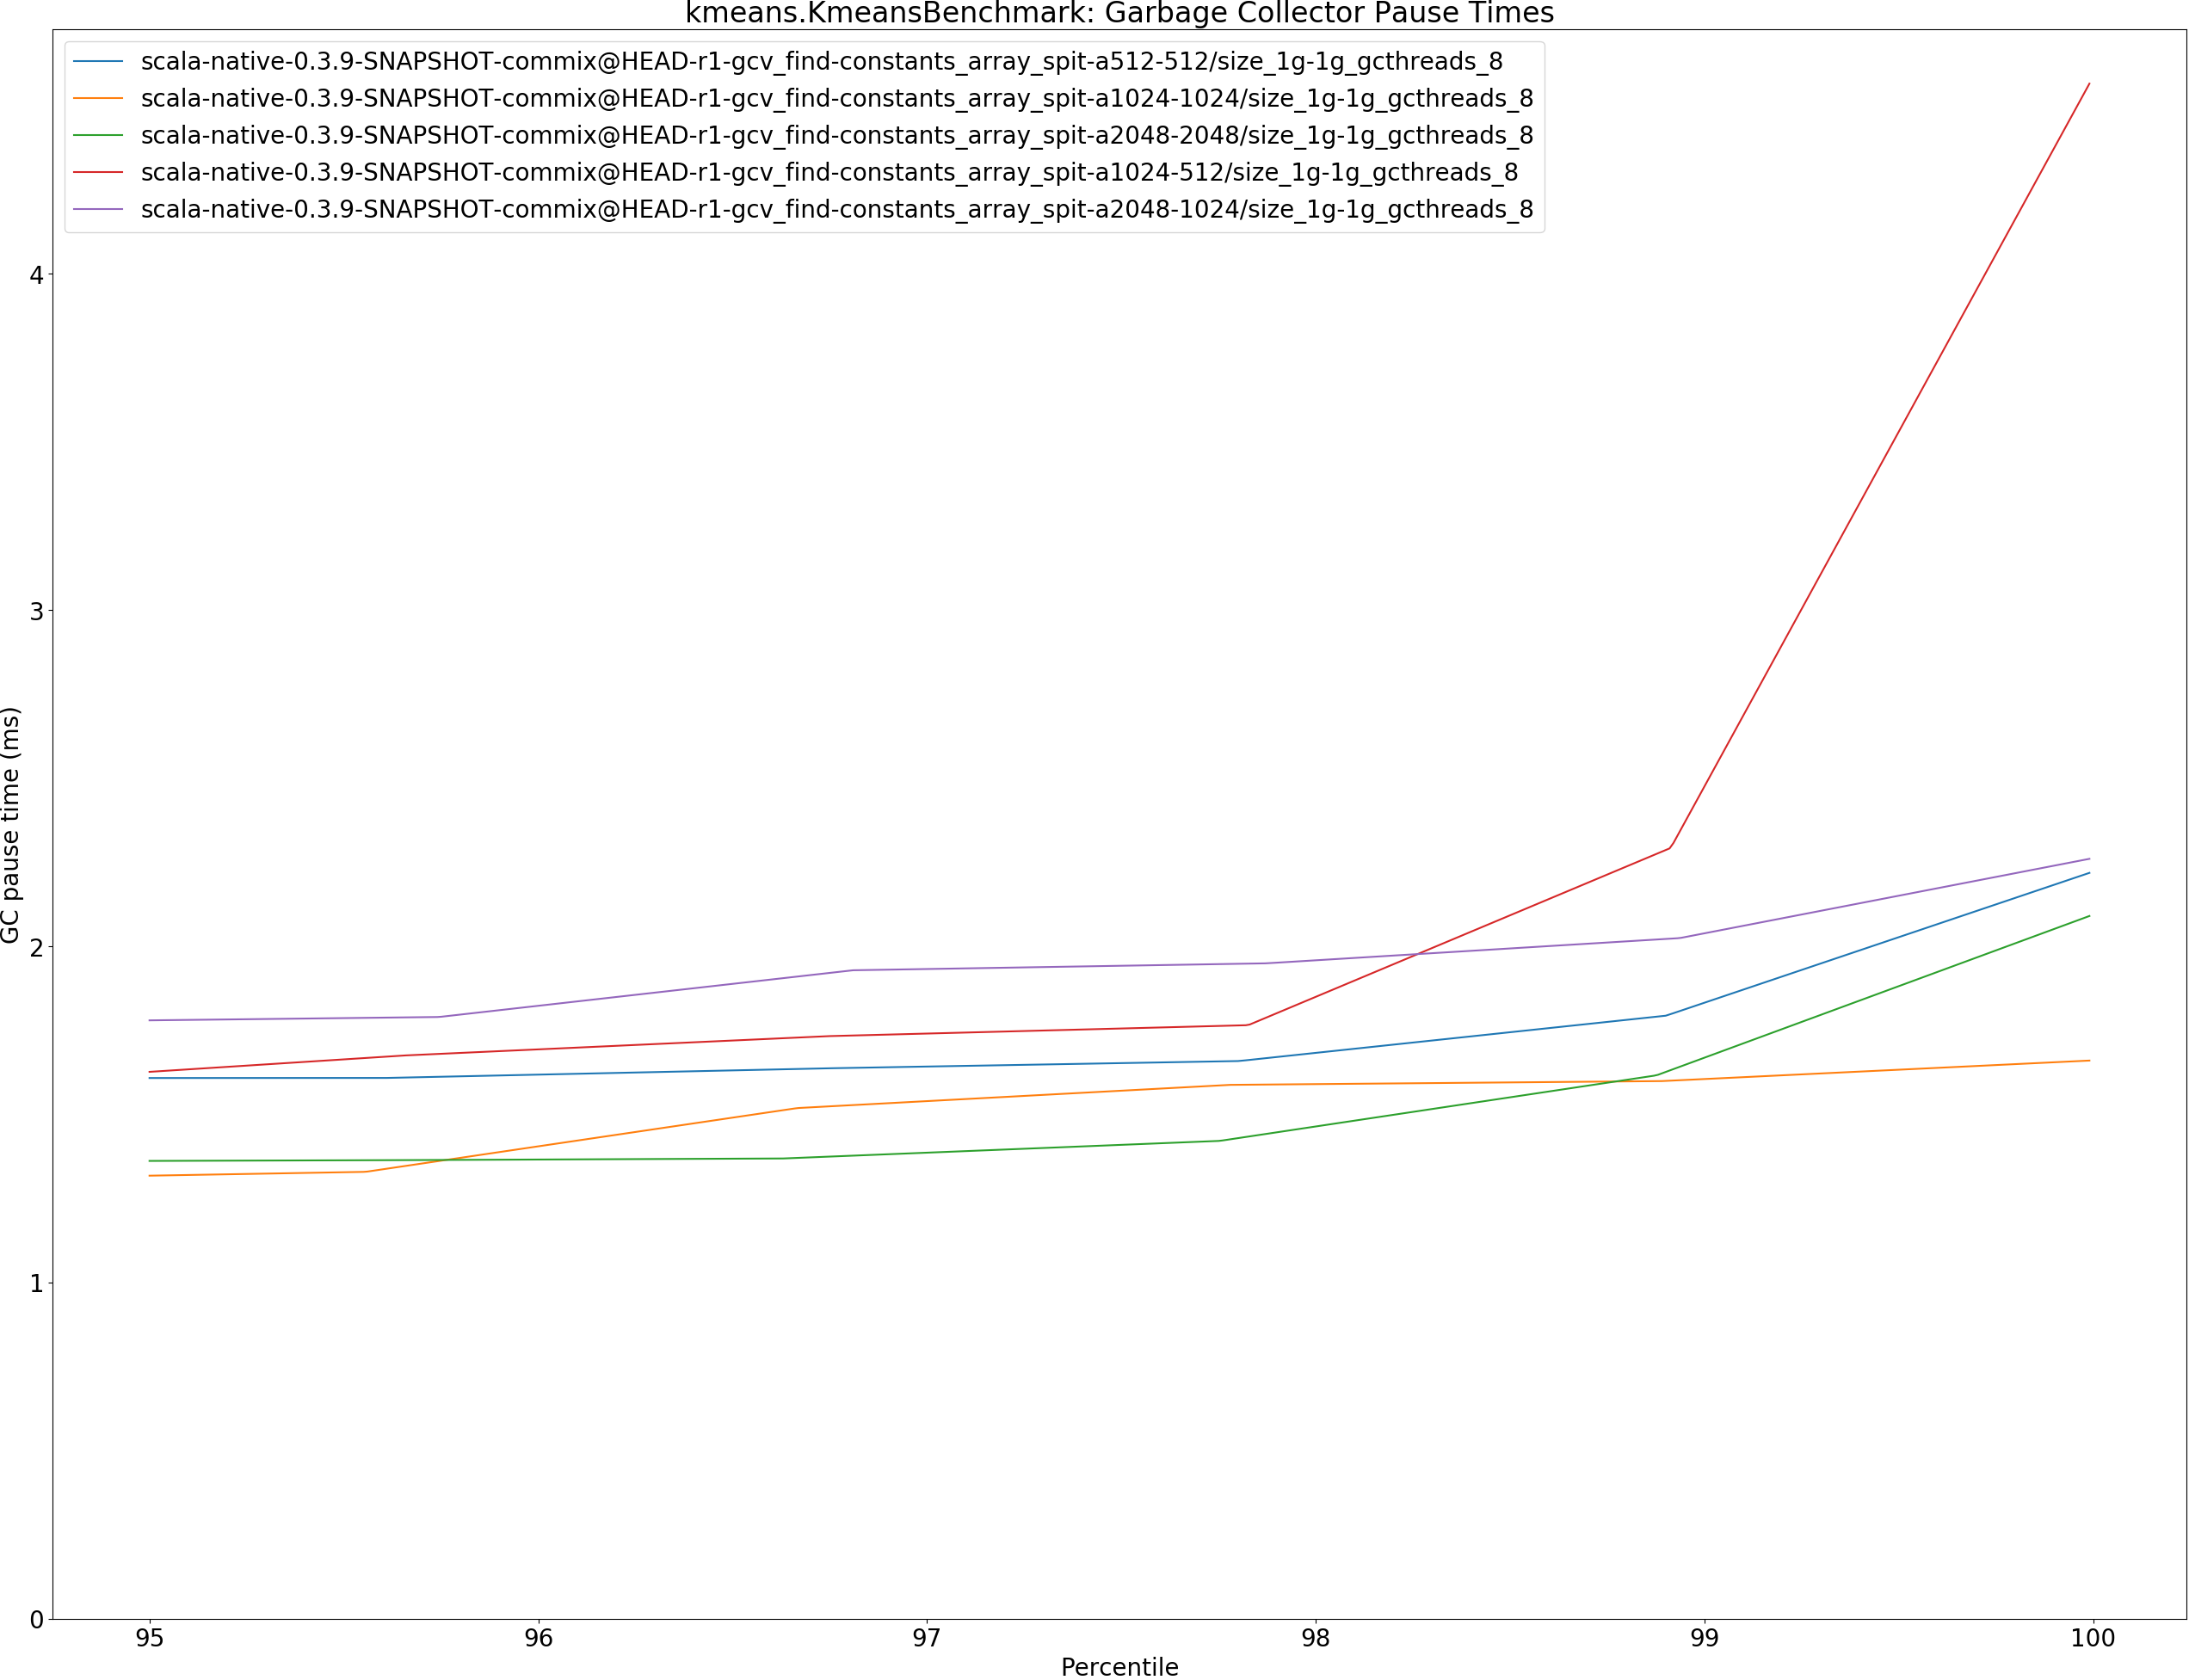 kmeans.KmeansBenchmark: Garbage Collector Pause Times
scala-native-0.3.9-SNAPSHOT-commix@HEAD-r1-gcv_find-constants_array_spit-a512-512/size_1g-1g_gcthreads_8
scala-native-0.3.9-SNAPSHOT-commix@HEAD-r1-gcv_find-constants_array_spit-a1024-1024/size_1g-1g_gcthreads_8
scala-native-0.3.9-SNAPSHOT-commix@HEAD-r1-gcv_find-constants_array_spit-a2048-2048/size_1g-1g_gcthreads_8
scala-native-0.3.9-SNAPSHOT-commix@HEAD-r1-gcv_find-constants_array_spit-a1024-512/size_1g-1g_gcthreads_8
scala-native-0.3.9-SNAPSHOT-commix@HEAD-r1-gcv_find-constants_array_spit-a2048-1024/size_1g-1g_gcthreads_8
4
3
2
1
0
GC pause time (ms)
95 96 97 98 99 100
Percentile